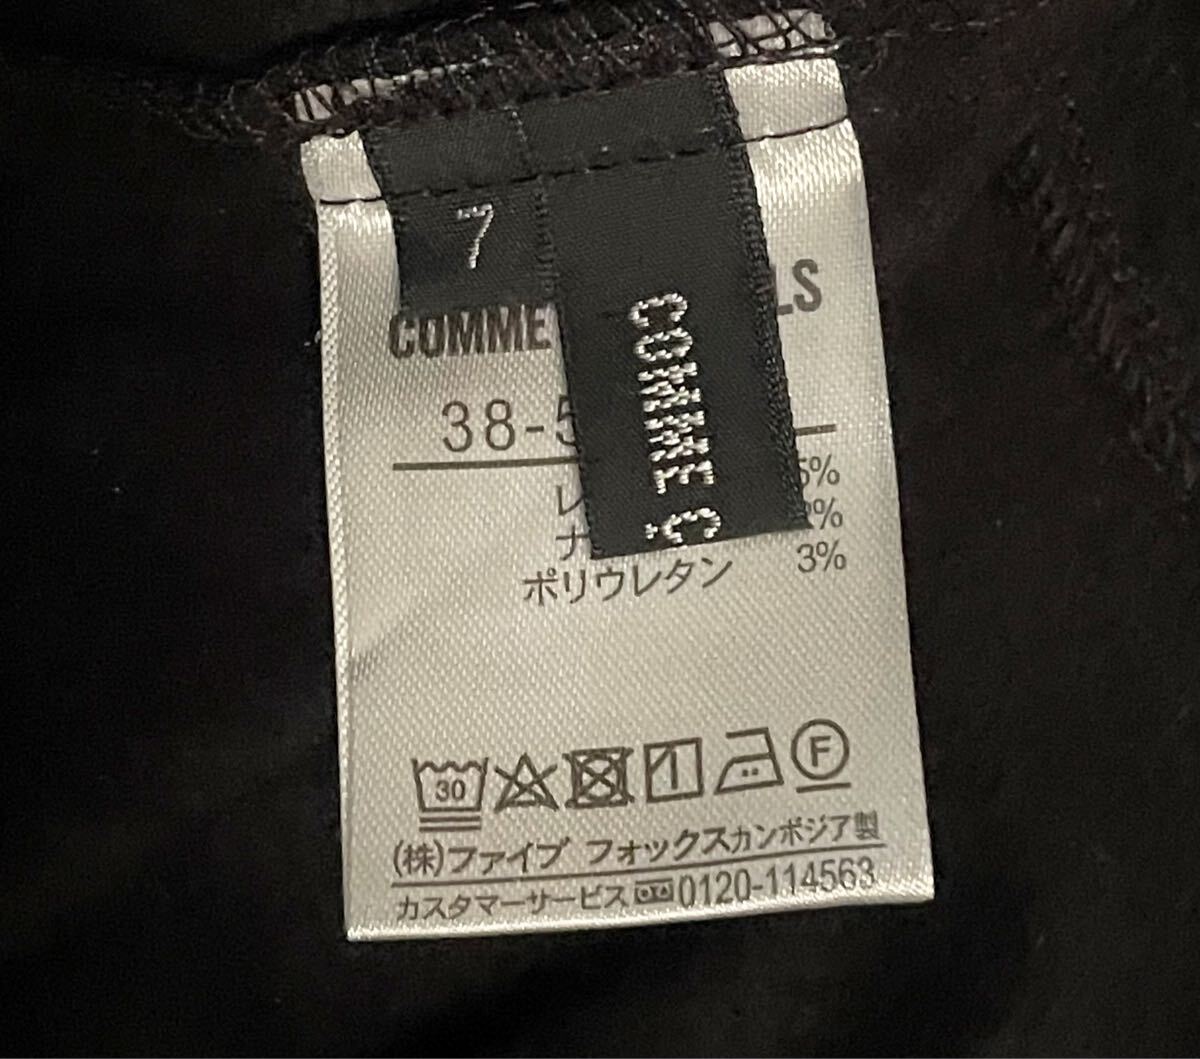 7
COMME
LS
COMME Ç
38-5
レ 5%
ナ %
ポリウレタン 3%
30
F
(株)ファイブ フォックスカンボジア製
カスタマーサービス 0120-114563